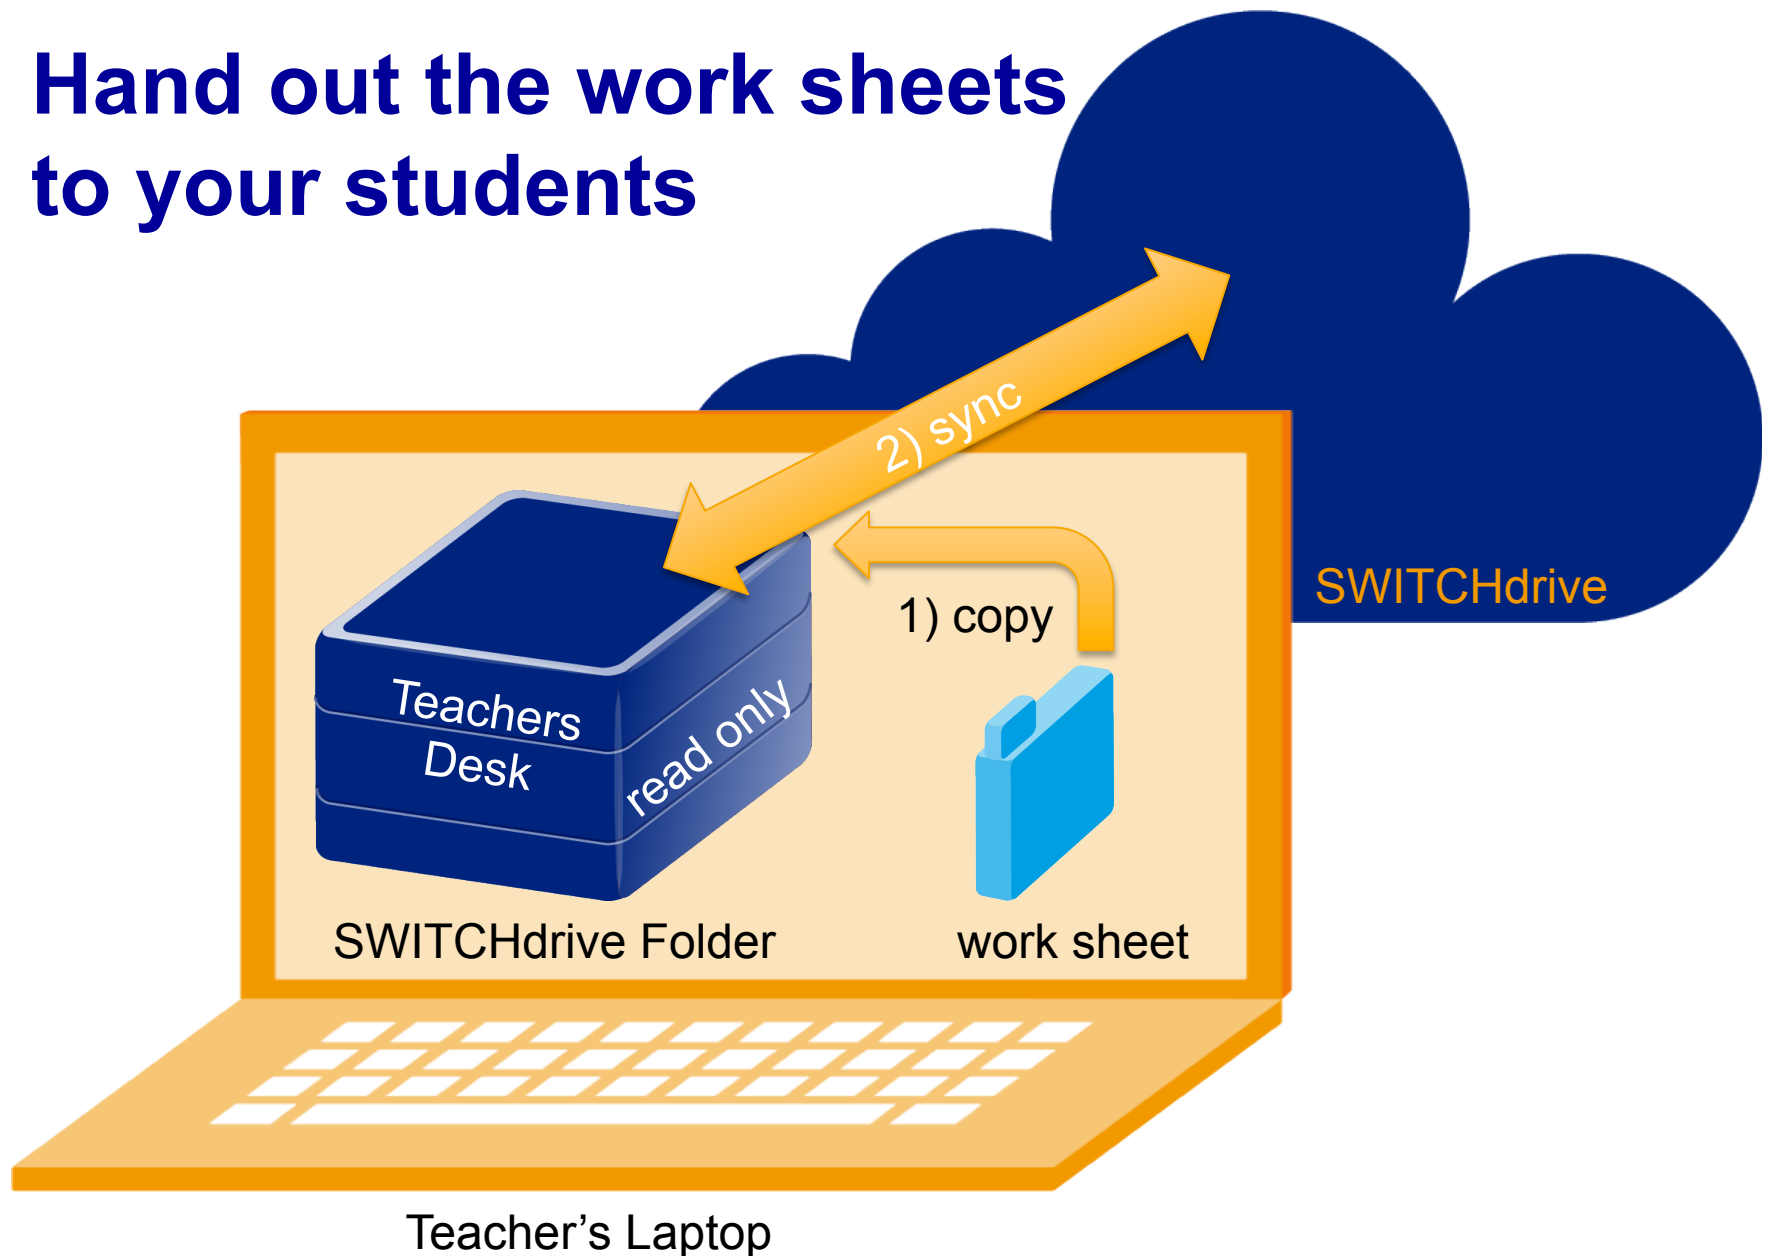 Hand out the work sheets
to your students
2) sync
SWITCHdrive
1) copy
Teachers
Desk
read only
SWITCHdrive Folder
work sheet
Teacher’s Laptop